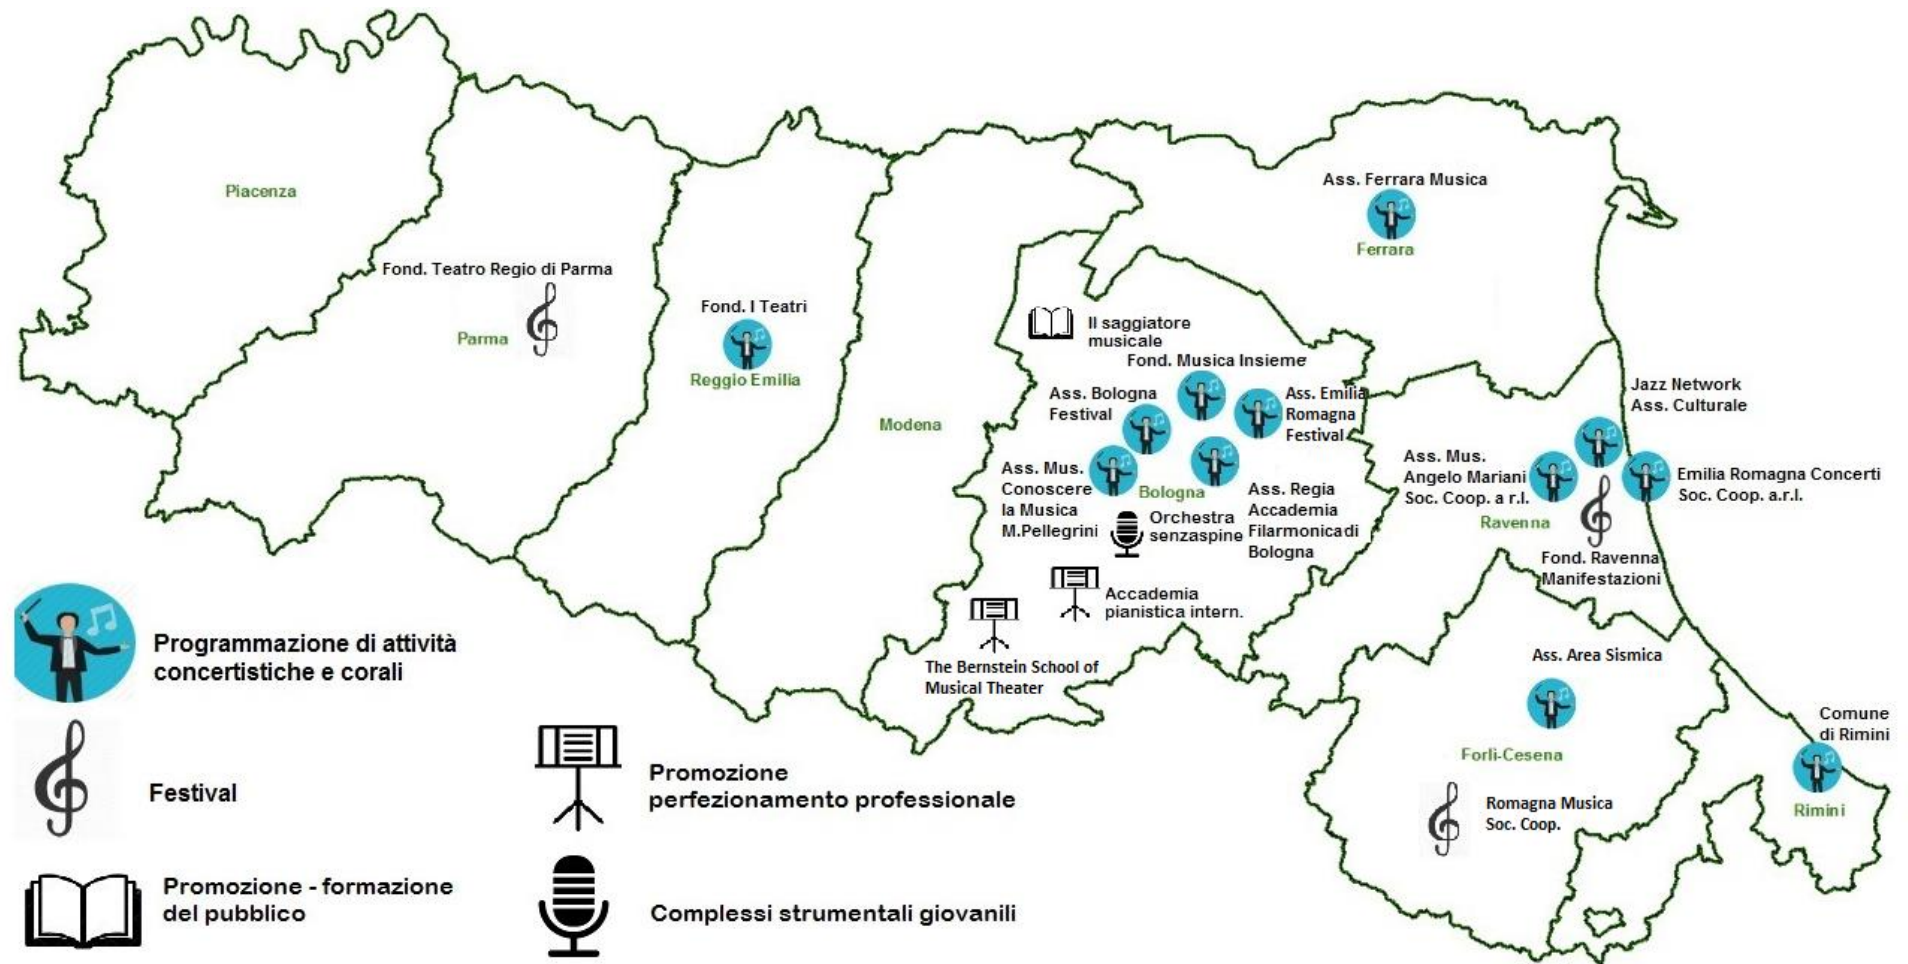 Piacenza
Fond. Teatro Regio di Parma
Parma
Fond. I Teatri
Reggio Emilia
Modena
Ass. Ferrara Musica
Ferrara
Il saggiatore
musicale
Fond. Musica Insieme
Ass. Bologna
Festival
Ass. Emilia
Romagna
Festival
Ass. Mus.
Conoscere
la Musica
M.Pellegrini
Bologna
Orchestra
senzaspine
Ass. Regia
Accademia
Filarmonica di
Bologna
Accademia
pianistica intern.
The Bernstein School of
Musical Theater
Jazz Network
Ass. Culturale
Ass. Mus.
Angelo Mariani
Soc. Coop. a r.l.
Emilia Romagna Concerti
Soc. Coop. a.r.l.
Ravenna
Fond. Ravenna
Manifestazioni
Ass. Area Sismica
Forlì-Cesena
Romagna Musica
Soc. Coop.
Comune
di Rimini
Rimini
Programmazione di attività
concertistiche e corali
Festival
Promozione - formazione
del pubblico
Promozione
perfezionamento professionale
Complessi strumentali giovanili